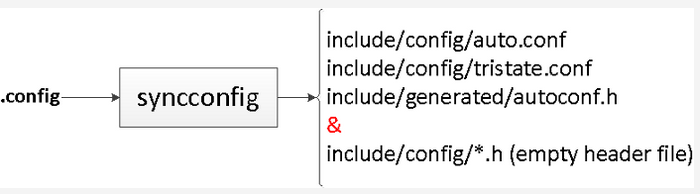 .config
syncconfig
include/config/auto.conf
include/config/tristate.conf
include/generated/autoconf.h
&
include/config/*.h (empty header file)